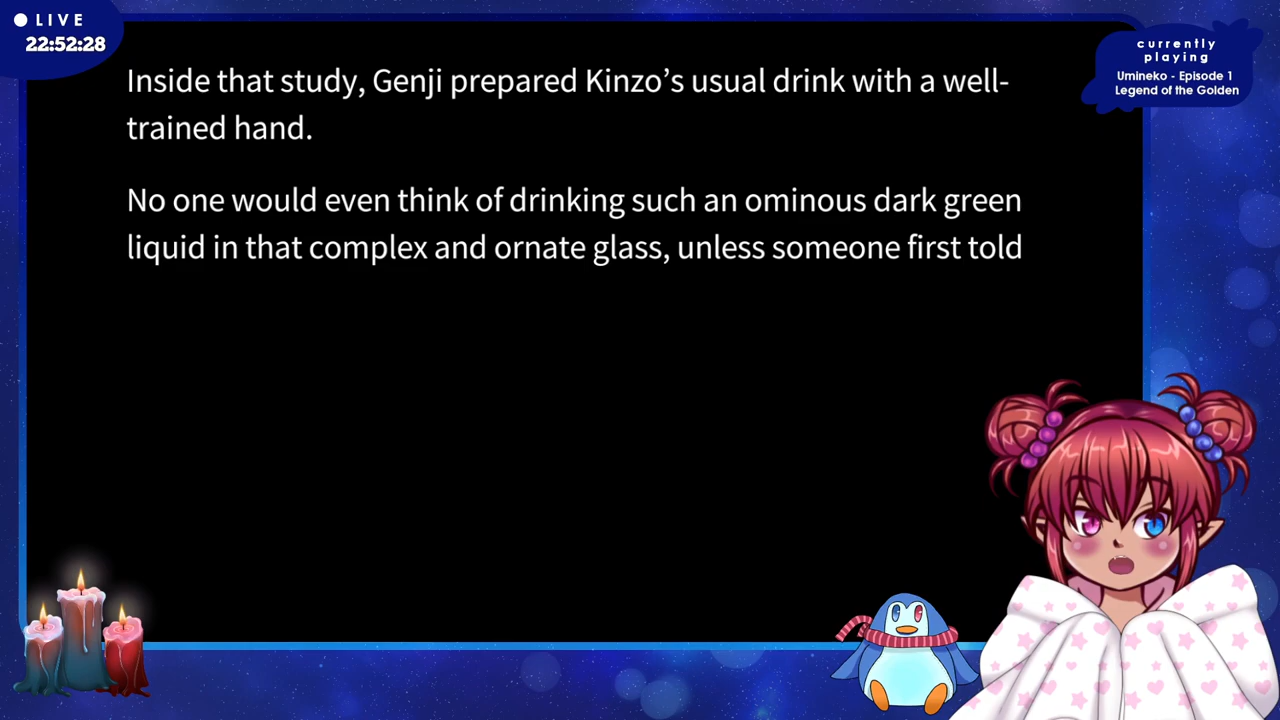 LIVE
22:52:28
currently
playing
Umineko - Episode 1
Legend of the Golden
Inside that study, Genji prepared Kinzo’s usual drink with a well-
trained hand.
No one would even think of drinking such an ominous dark green
liquid in that complex and ornate glass, unless someone first told